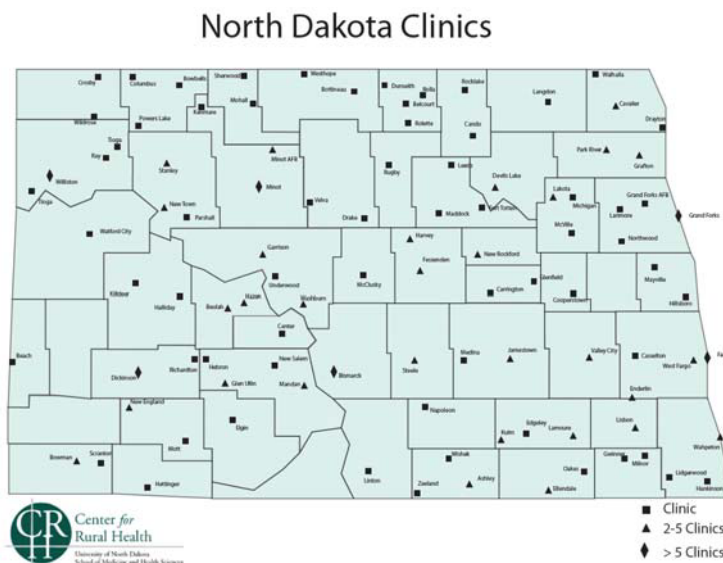 North Dakota Clinics
Crosby
Columbus
Bowbells
Sherwood
Westhope
Bottineau
Dunseith
Rolla
Belcourt
Rolette
Rocklake
Langdon
Walhalla
Cavalier
Drayton
Wildrose
Powers Lake
Kenmare
Mohall
Cando
Tioga
Ray
Stanley
Minot AFB
Rugby
Leeds
Devils Lake
Park River
Grafton
Williston
Minot
New Town
Parshall
Velva
Drake
Maddock
Fort Totten
Lakota
Michigan
Larimore
Grand Forks AFB
Grand Forks
McVille
Northwood
Watford City
Garrison
Harvey
Fessenden
New Rockford
Underwood
McClusky
Carrington
Glenfield
Cooperstown
Mayville
Hillsboro
Killdeer
Halliday
Beulah
Hazen
Washburn
Center
Beach
Dickinson
Richardton
Hebron
New Salem
Glen Ullin
Mandan
Bismarck
Steele
Medina
Jamestown
Valley City
Casselton
West Fargo
Enderlin
New England
Mott
Elgin
Napoleon
Kulm
Edgeley
Lamoure
Lisbon
Wahpeton
Bowman
Scranton
Hettinger
Linton
Wishek
Zeeland
Ashley
Ellendale
Oakes
Gwinner
Milnor
Lidgerwood
Hankinson
Clinic
2-5 Clinics
> 5 Clinics
CRH
Center for
Rural Health
University of North Dakota
School of Medicine and Health Sciences